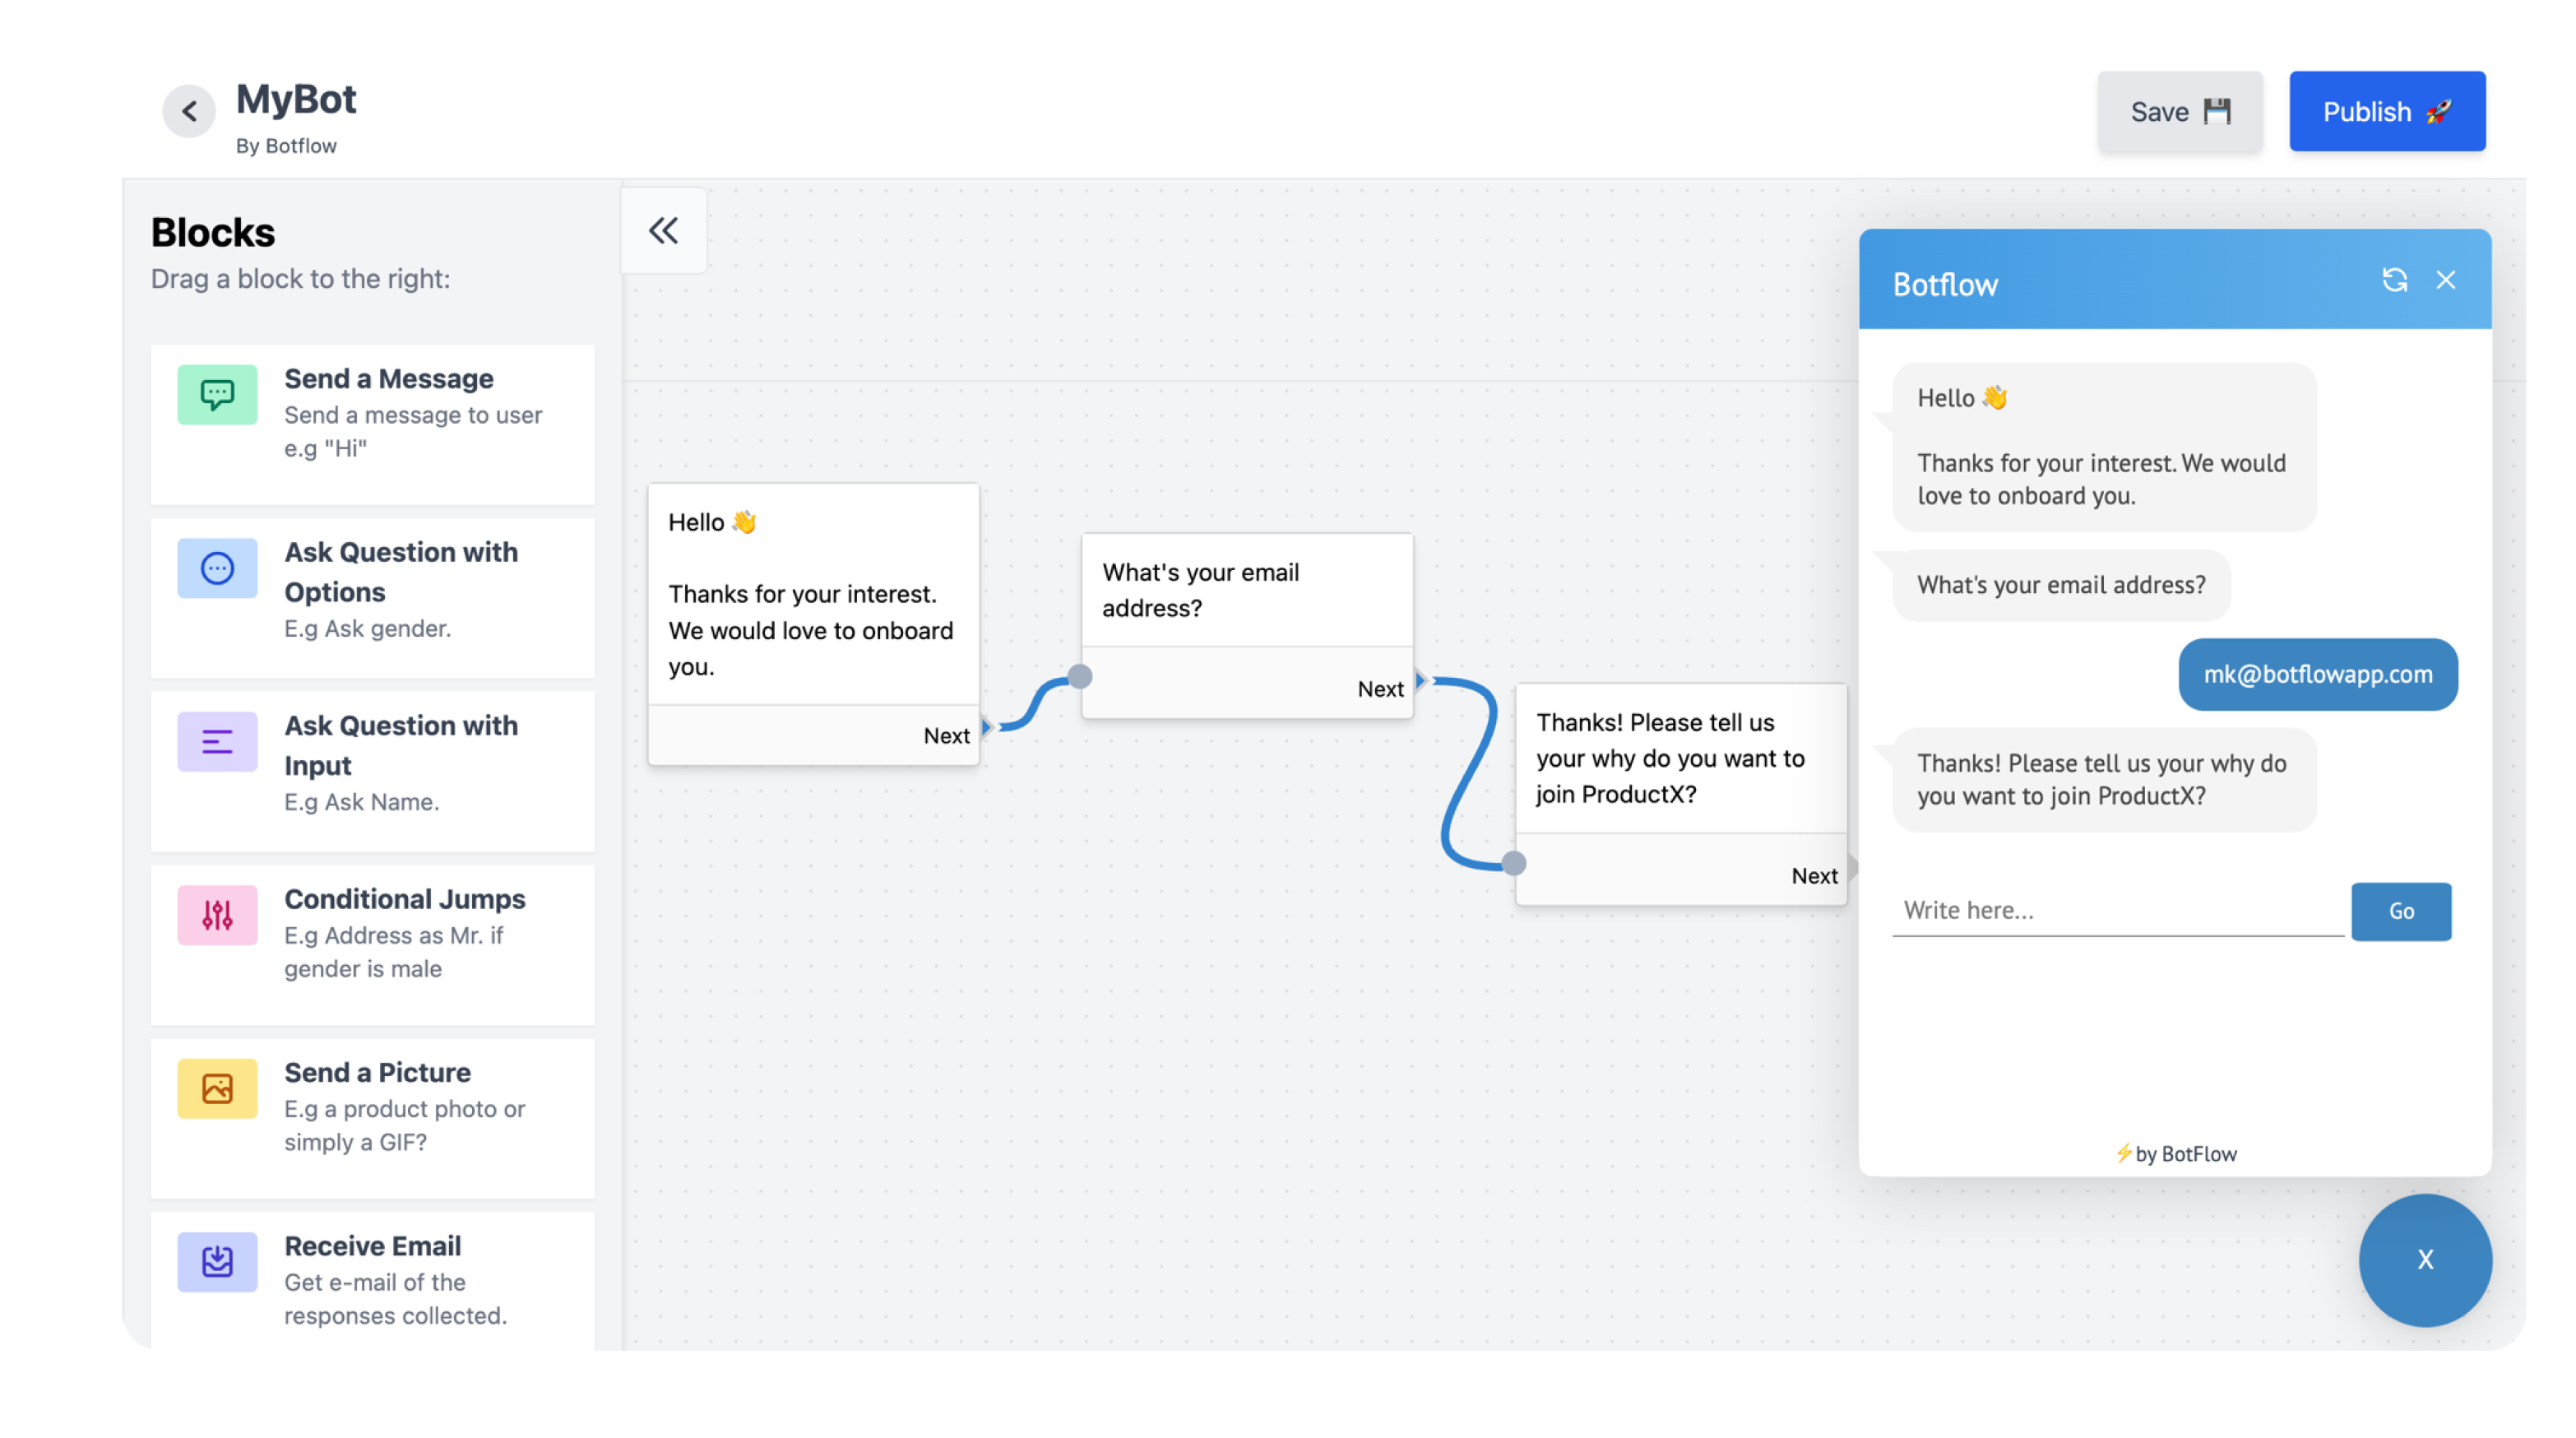 MyBot
By Botflow
Save 💾
Publish 🚀
Blocks
Drag a block to the right:
Send a Message
Send a message to user
e.g "Hi"
Ask Question with
Options
E.g Ask gender.
Ask Question with
Input
E.g Ask Name.
Conditional Jumps
E.g Address as Mr. if
gender is male
Send a Picture
E.g a product photo or
simply a GIF?
Receive Email
Get e-mail of the
responses collected.
Hello 👋
Thanks for your interest.
We would love to onboard
you.
Next
What's your email
address?
Next
Thanks! Please tell us
your why do you want to
join ProductX?
Next
Botflow
Hello 👋
Thanks for your interest. We would
love to onboard you.
What's your email address?
mk@botflowapp.com
Thanks! Please tell us your why do
you want to join ProductX?
Write here...
Go
⚡by BotFlow
X